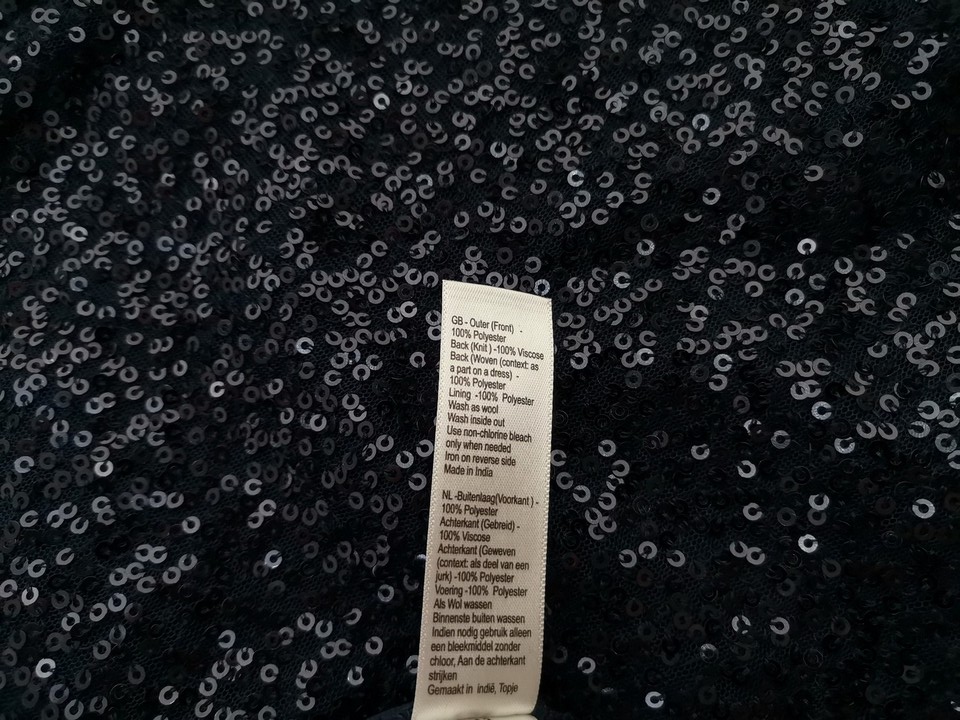 GB - Outer (Front) -
100% Polyester
Back (Knit ) -100% Viscose
Back (Woven (context: as
a part on a dress) -
100% Polyester
Lining -100% Polyester
Wash as wool
Wash inside out
Use non-chlorine bleach
only when needed
Iron on reverse side
Made in India
NL -Buitenlaag(Voorkant ) -
100% Polyester
Achterkant (Gebreid) -
100% Viscose
Achterkant (Geweven
(context: als deel van een
jurk) -100% Polyester
Voering -100% Polyester
Als Wol wassen
Binnenste buiten wassen
Indien nodig gebruik alleen
een bleekmiddel zonder
chloor, Aan de achterkant
strijken
Gemaakt in indië, Topje